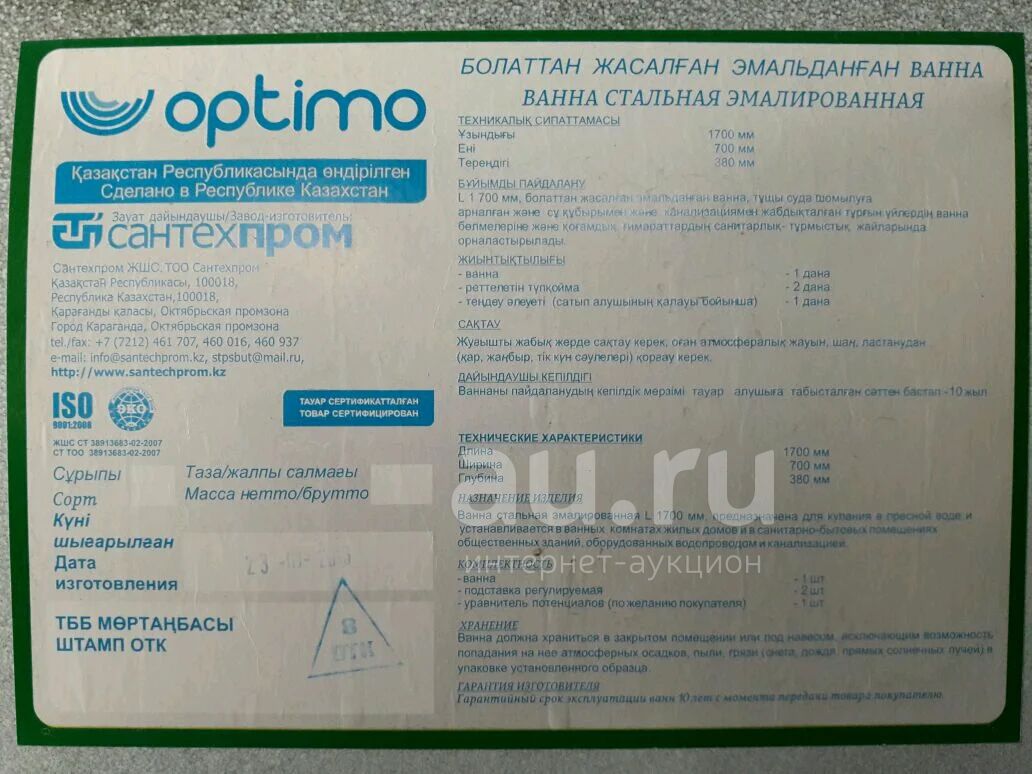 optimo
Қазақстан Республикасында өндірілген
Сделано в Республике Казахстан
Зауат дайындаушы/Завод-изготовитель:
сантехпром
Сантехпром ЖШС. ТОО Сантехпром
Қазақстан Республикасы, 100018,
Республика Казахстан,100018,
Қарағанды каласы, Октябрьская промзона
Город Караганда, Октябрьская промзона
tel./fax: +7 (7212) 461 707, 460 016, 460 937
e-mail: info@santechprom.kz, stpsbut@mail.ru,
http://www.santechprom.kz
ISO
9001:2008
ЭКО
ТАУАР СЕРТИФИКАТТАЛҒАН
ТОВАР СЕРТИФИЦИРОВАН
ЖШС СТ 38913683-02-2007
СТ ТОО 38913683-02-2007
Сұрыпы
Сорт
Таза/жалпы салмағы
Масса нетто/брутто
Күні
шығарылған
Дата
изготовления
23
ТББ МӨРТАҢБАСЫ
ШТАМП ОТК
8
ОТК
БОЛАТТАН ЖАСАЛҒАН ЭМАЛЬДАНҒАН ВАННА
ВАННА СТАЛЬНАЯ ЭМАЛИРОВАННАЯ
ТЕХНИКАЛЫҚ СИПАТТАМАСЫ
Ұзындығы 1700 мм
Ені 700 мм
Тереңдігі 380 мм
БҰЙЫМДЫ ПАЙДАЛАНУ
L 1 700 мм, болаттан жасалған эмальданған ванна, тұщы суда шомылуға
арналған және су құбырымен және канализациямен жабдықталған тұрғын үйлердін ванна
бөлмелеріне және қоғамдық ғимараттардың санитарлық- тұрмыстық жайларында
орналастырылады.
ЖИЫНТЫҚТЫЛЫҒЫ
- ванна - 1 дана
- реттелетін түпқойма - 2 дана
- теңдеу әлеуеті (сатып алушының қалауы бойынша) - 1 дана
САҚТАУ
Жуыныты жабық жерде сақтау керек, оған атмосфералық жауын, шаң, ластанудан
(қар, жаңбыр, тік күн сәулелері) қорғау керек.
ДАЙЫНДАУШЫ КЕПІЛДІГІ
Ваннаны пайдаланудың кепілдік мерзімі тауар алушыға табысталған сәттен бастап -10 жыл
ТЕХНИЧЕСКИЕ ХАРАКТЕРИСТИКИ
Длина 1700 мм
Ширина 700 мм
Глубина 380 мм
НАЗНАЧЕНИЕ ИЗДЕЛИЯ
Ванна стальная эмалированная L 1700 мм, предназначена для купания в пресной воде и
устанавливается в ванных комнатах жилых домов и в санитарно-бытовых помещениях
общественных зданий, оборудованных водопроводом и канализацией.
КОМПЛЕКТНОСТЬ
- ванна - 1 шт
- подставка регулируемая - 2 шт
- уравнитель потенциалов (по желанию покупателя) - 1 шт
ХРАНЕНИЕ
Ванна должна храниться в закрытом помещении или под навесом, исключающим возможность
попадания на нее атмосферных осадков, пыли, грязи (снега, дождя, прямых солнечных лучей) в
упаковке установленного образца.
ГАРАНТИЯ ИЗГОТОВИТЕЛЯ
Гарантийный срок эксплуатации ванн 10 лет с момента передачи товара покупателю.
au.ru
интернет-аукцион